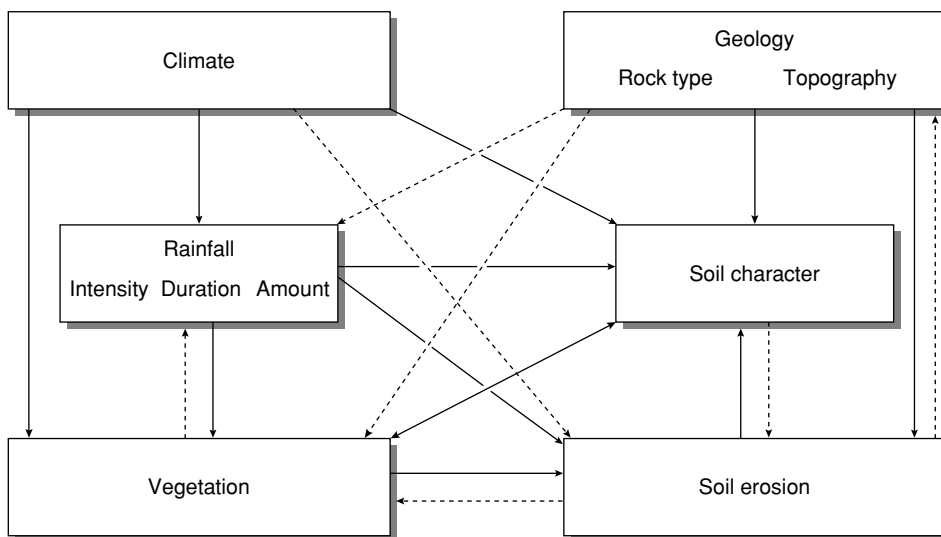 Climate
Geology
Rock type Topography
Rainfall
Intensity Duration Amount
Soil character
Vegetation
Soil erosion